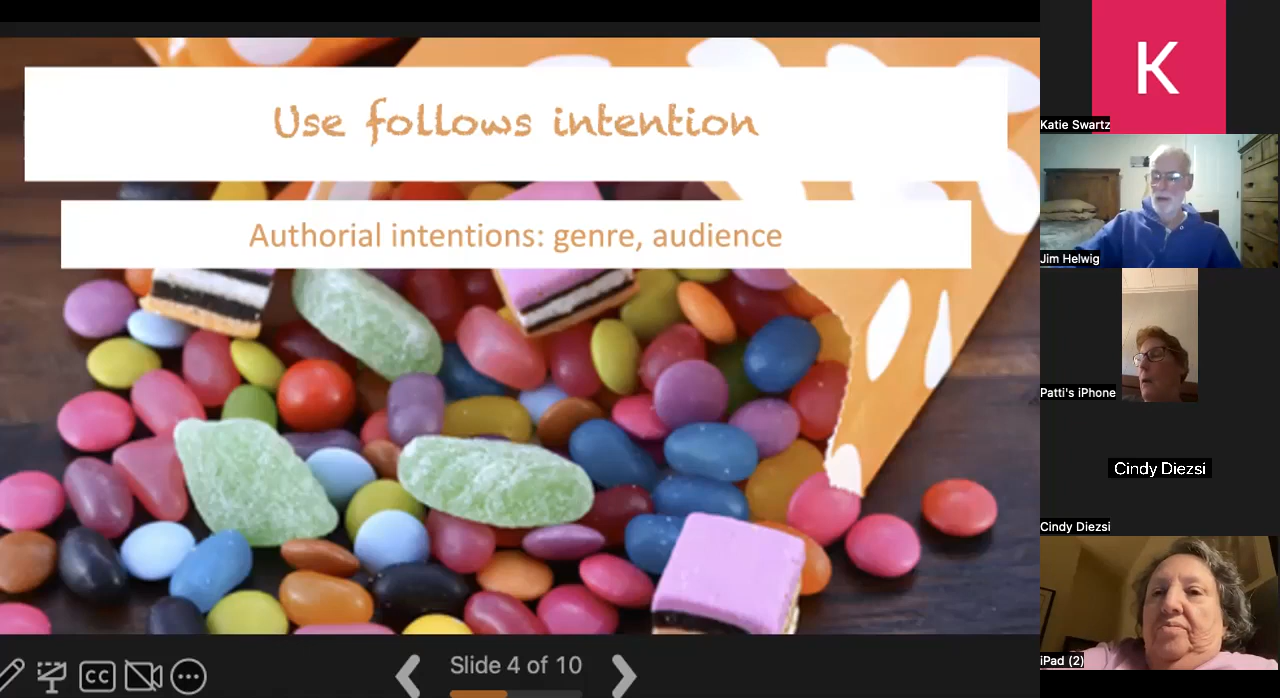 Use follows intention
Authorial intentions: genre, audience
CC
Slide 4 of 10
K
Katie Swartz
Jim Helwig
Patti's iPhone
Cindy Diezsi
Cindy Diezsi
iPad (2)